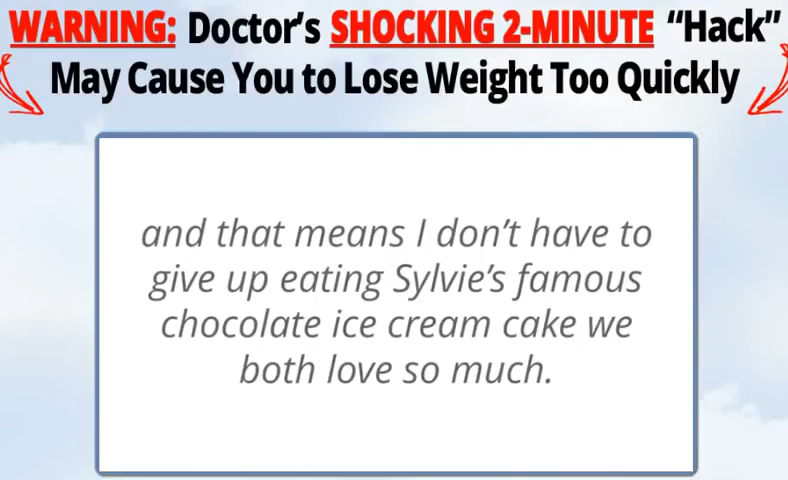 WARNING: Doctor's SHOCKING 2-MINUTE “Hack”
May Cause You to Lose Weight Too Quickly
and that means I don’t have to
give up eating Sylvie’s famous
chocolate ice cream cake we
both love so much.